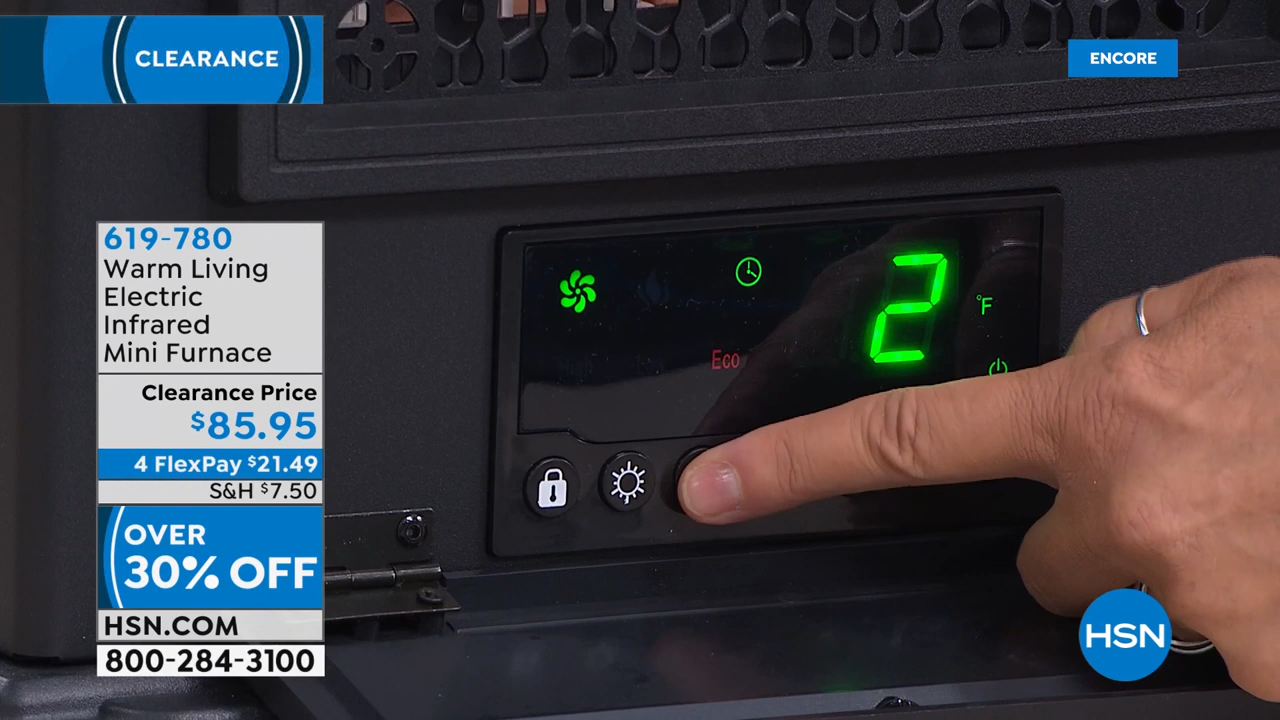 CLEARANCE
ENCORE
619-780
Warm Living
Electric
Infrared
Mini Furnace
Clearance Price
$85.95
4 FlexPay $21.49
S&H $7.50
OVER
30% OFF
HSN.COM
800-284-3100
2
°F
Eco
HSN